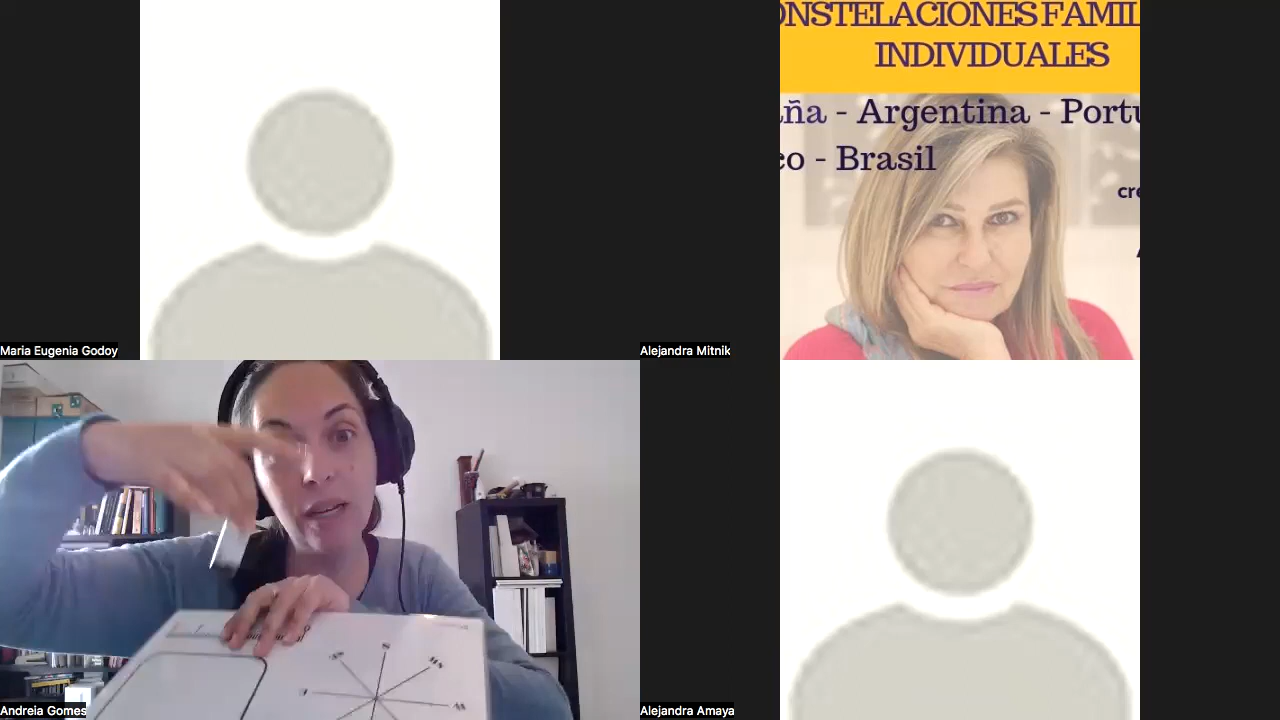 ONSTELACIONES FAMIL
INDIVIDUALES
ña - Argentina - Portu
co - Brasil
cre
Maria Eugenia Godoy
Alejandra Mitnik
Andreia Gomes
Alejandra Amaya